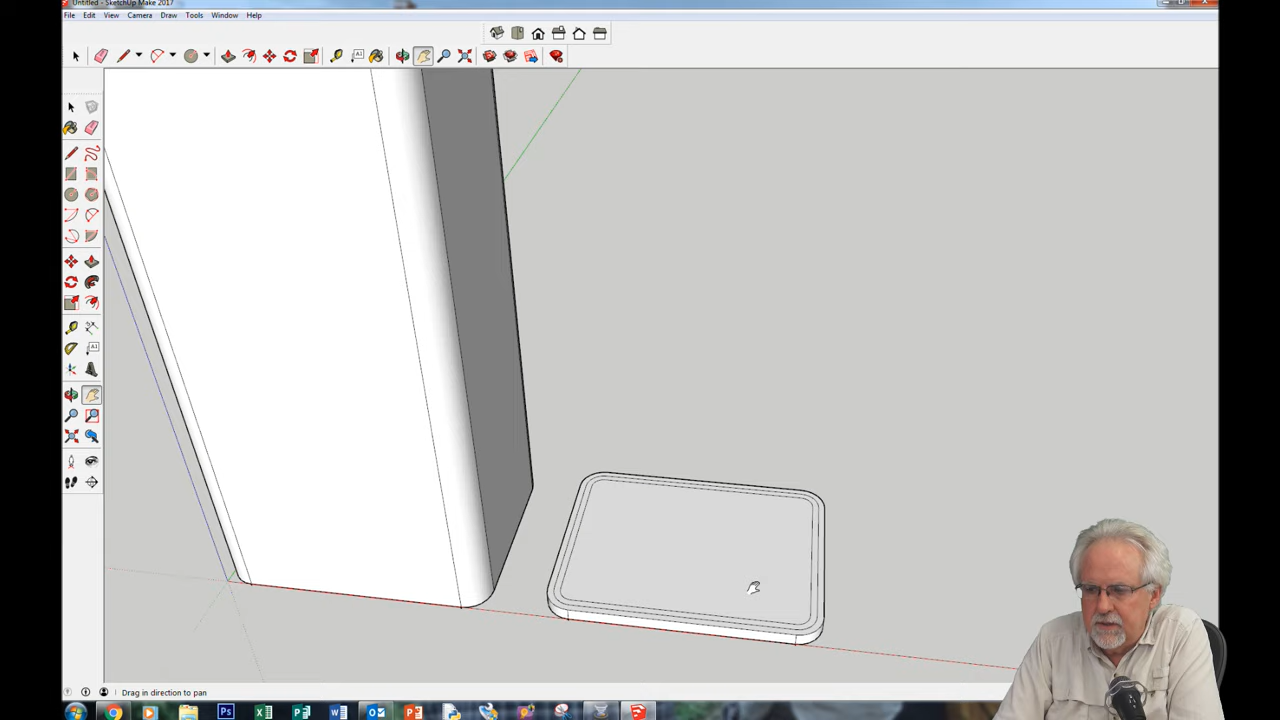 Untitled - SketchUp Make 2017
File Edit View Camera Draw Tools Window Help
Drag in direction to pan